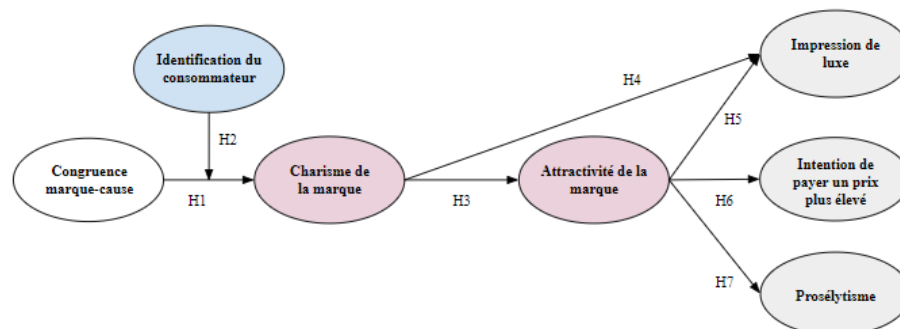 Identification du
consommateur
Impression de
luxe
H4
H5
H2
Congruence
marque-cause
H1
Charisme de
la marque
H3
Attractivité de la
marque
H6
Intention de
payer un prix
plus élevé
H7
Prosélytisme